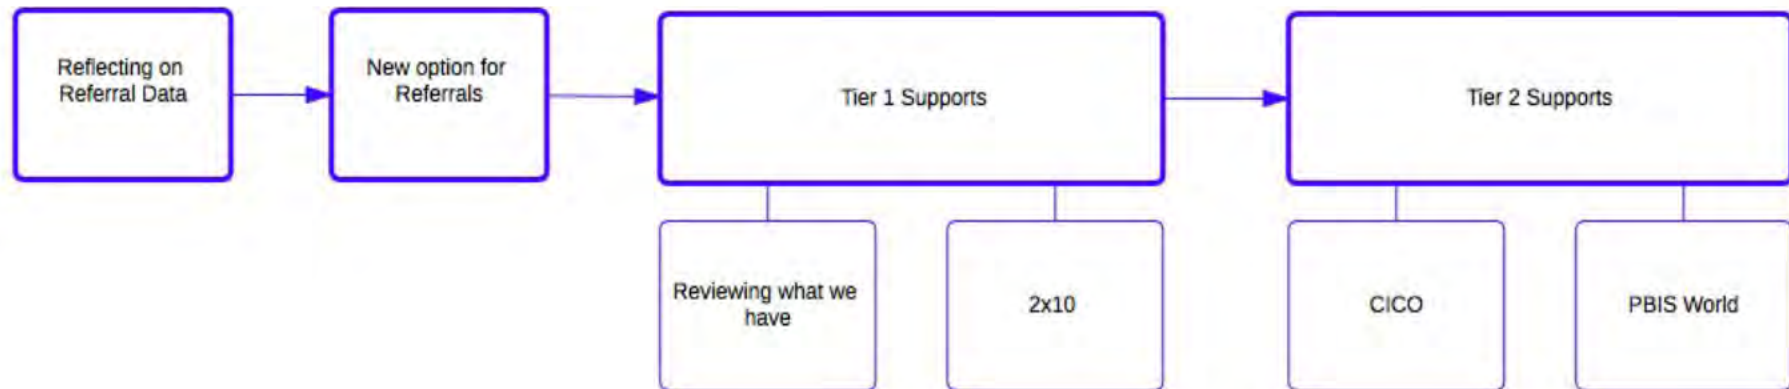 Reflecting on
Referral Data
New option for
Referrals
Tier 1 Supports
Tier 2 Supports
Reviewing what we
have
2x10
CICO
PBIS World